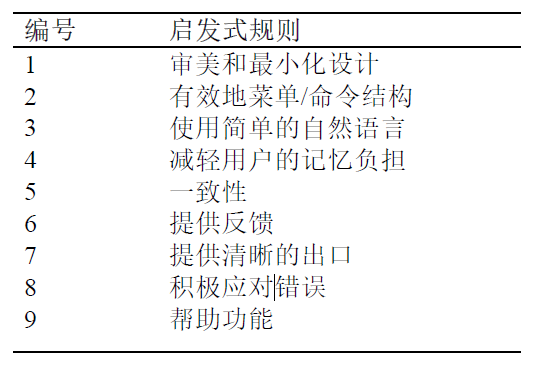 编号 启发式规则
1 审美和最小化设计
2 有效地菜单/命令结构
3 使用简单的自然语言
4 减轻用户的记忆负担
5 一致性
6 提供反馈
7 提供清晰的出口
8 积极应对错误
9 帮助功能